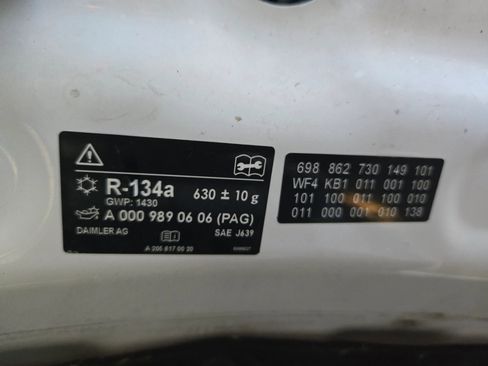 R-134a 630 ± 10 g
GWP: 1430
A 000 989 06 06 (PAG)
DAIMLER AG SAE J639
A 205 817 00 20
698 862 730 149 101
WF4 KB1 011 001 100
101 100 011 100 010
011 000 001 010 138